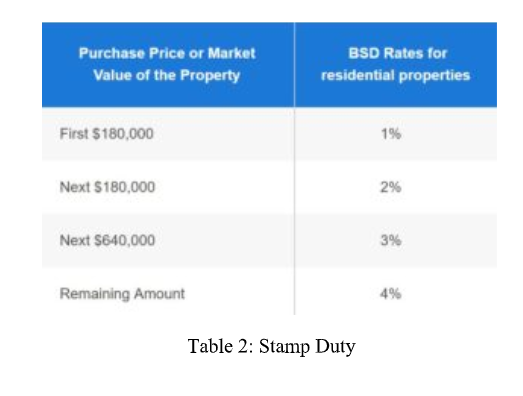 Purchase Price or Market BSD Rates for
Value of the Property residential properties
First $180,000 1%
Next $180,000 2%
Next $640,000 3%
Remaining Amount 4%
Table 2: Stamp Duty